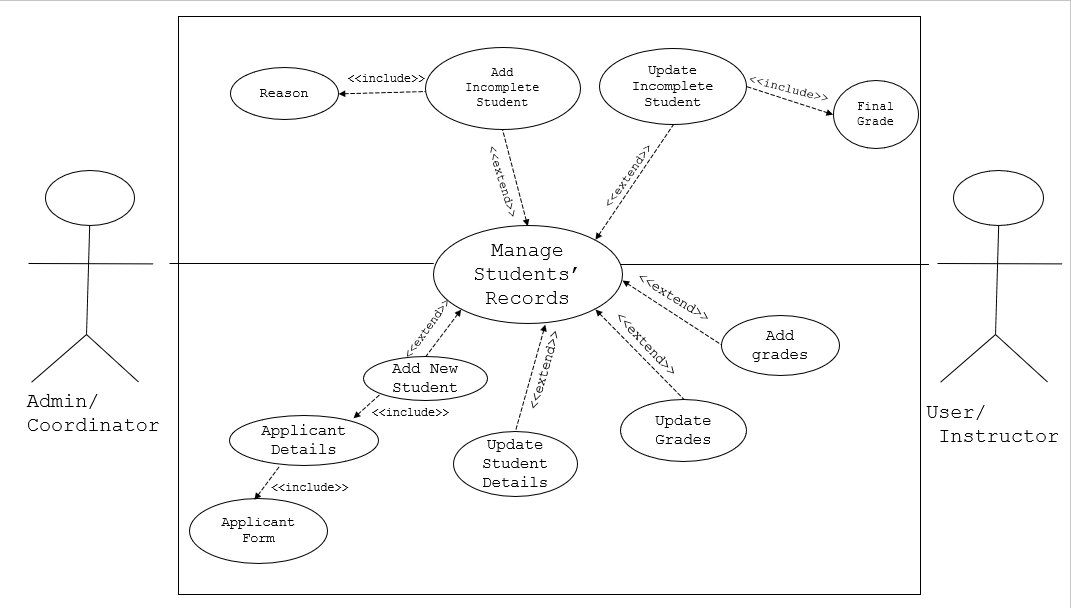 Reason
<<include>>
Add
Incomplete
Student
Update
Incomplete
Student
<<include>>
Final
Grade
<<extend>>
<<extend>>
Manage
Students’
Records
<<extend>>
<<extend>>
<<extend>>
<<extend>>
Add
grades
Add New
Student
<<include>>
Applicant
Details
Update
Student
Details
Update
Grades
<<include>>
Applicant
Form
Admin/
Coordinator
User/
Instructor